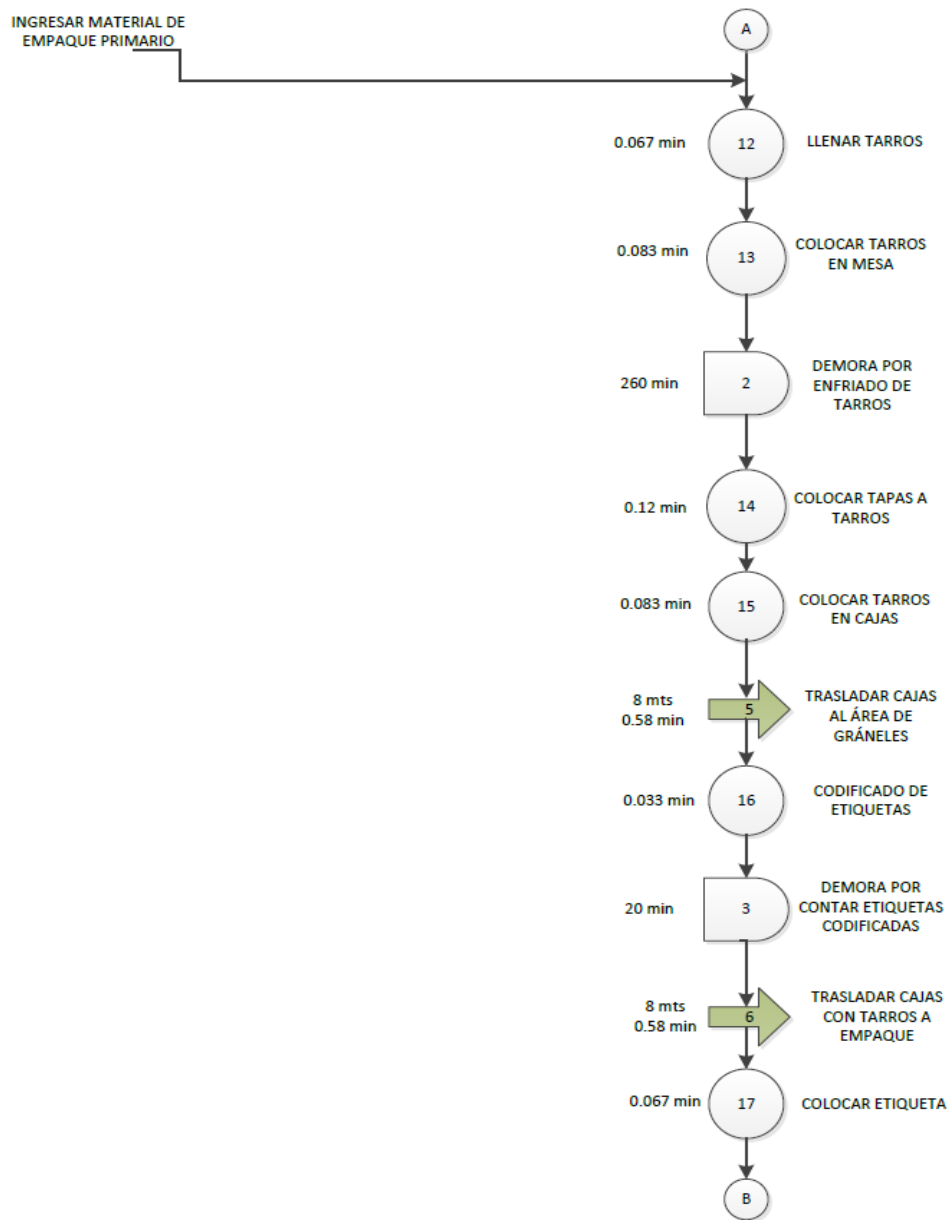 INGRESAR MATERIAL DE
EMPAQUE PRIMARIO
A
0.067 min
12
LLENAR TARROS
0.083 min
13
COLOCAR TARROS
EN MESA
260 min
2
DEMORA POR
ENFRIADO DE
TARROS
0.12 min
14
COLOCAR TAPAS A
TARROS
0.083 min
15
COLOCAR TARROS
EN CAJAS
8 mts
0.58 min
5
TRASLADAR CAJAS
AL ÁREA DE
GRÁNELES
0.033 min
16
CODIFICADO DE
ETIQUETAS
20 min
3
DEMORA POR
CONTAR ETIQUETAS
CODIFICADAS
8 mts
0.58 min
6
TRASLADAR CAJAS
CON TARROS A
EMPAQUE
0.067 min
17
COLOCAR ETIQUETA
B